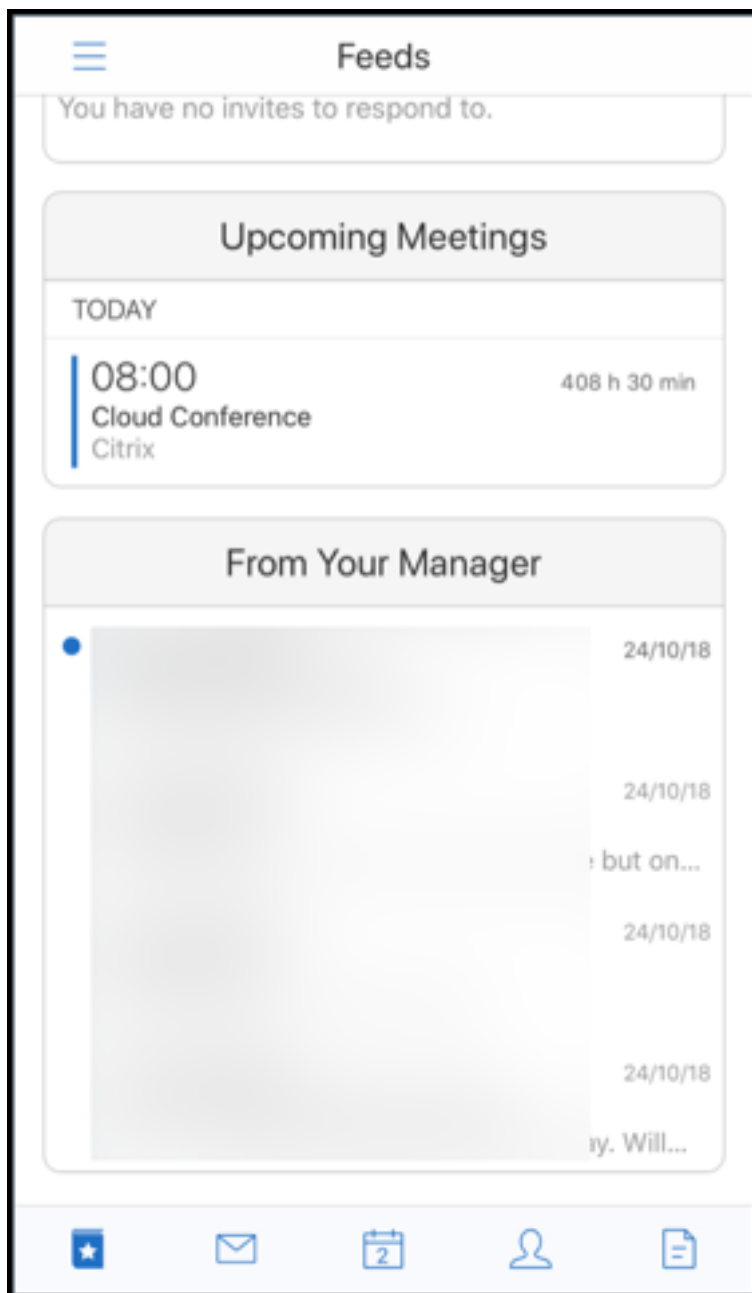 Feeds
You have no invites to respond to.
Upcoming Meetings
TODAY
08:00
408 h 30 min
Cloud Conference
Citrix
From Your Manager
24/10/18
24/10/18
but on...
24/10/18
24/10/18
Will...
2